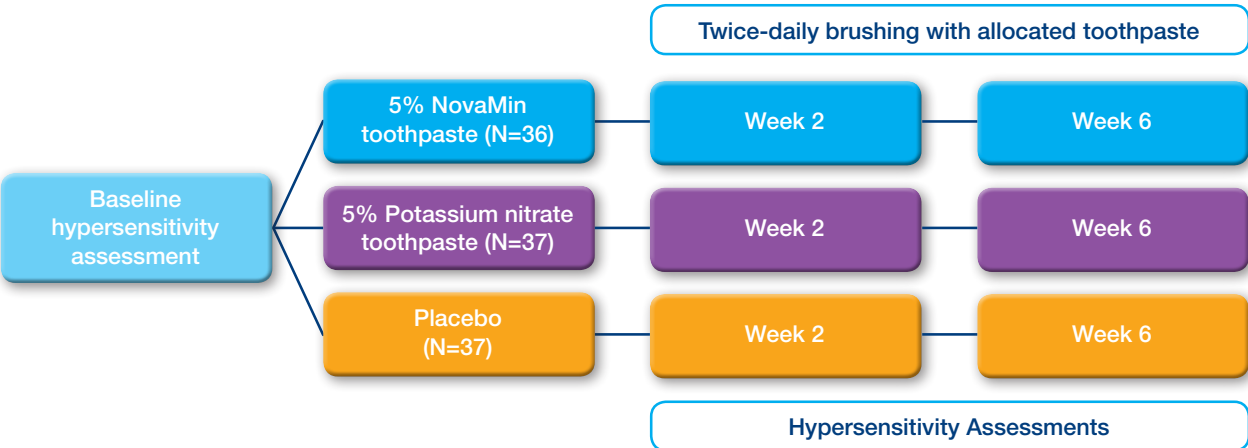 Twice-daily brushing with allocated toothpaste
5% NovaMin
toothpaste (N=36)
Week 2
Week 6
Baseline
hypersensitivity
assessment
5% Potassium nitrate
toothpaste (N=37)
Week 2
Week 6
Placebo
(N=37)
Week 2
Week 6
Hypersensitivity Assessments